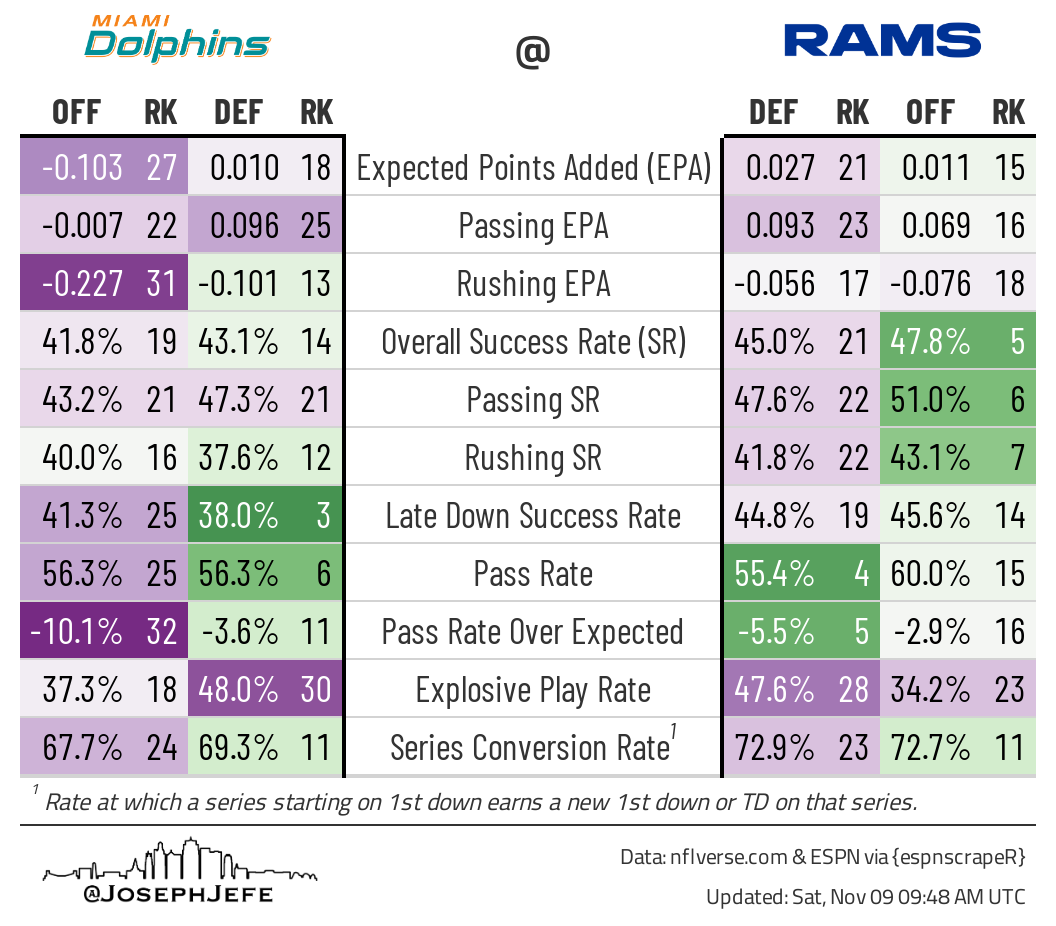 MIAMI
Dolphins
@
RAMS
OFF RK DEF RK DEF RK OFF RK
-0.103 27 0.010 18 Expected Points Added (EPA) 0.027 21 0.011 15
-0.007 22 0.096 25 Passing EPA 0.093 23 0.069 16
-0.227 31 -0.101 13 Rushing EPA -0.056 17 -0.076 18
41.8% 19 43.1% 14 Overall Success Rate (SR) 45.0% 21 47.8% 5
43.2% 21 47.3% 21 Passing SR 47.6% 22 51.0% 6
40.0% 16 37.6% 12 Rushing SR 41.8% 22 43.1% 7
41.3% 25 38.0% 3 Late Down Success Rate 44.8% 19 45.6% 14
56.3% 25 56.3% 6 Pass Rate 55.4% 4 60.0% 15
-10.1% 32 -3.6% 11 Pass Rate Over Expected -5.5% 5 -2.9% 16
37.3% 18 48.0% 30 Explosive Play Rate 47.6% 28 34.2% 23
67.7% 24 69.3% 11 Series Conversion Rate¹ 72.9% 23 72.7% 11
¹ Rate at which a series starting on 1st down earns a new 1st down or TD on that series.
@JOSEPHJEFE
Data: nflverse.com & ESPN via {espnscrapeR}
Updated: Sat, Nov 09 09:48 AM UTC